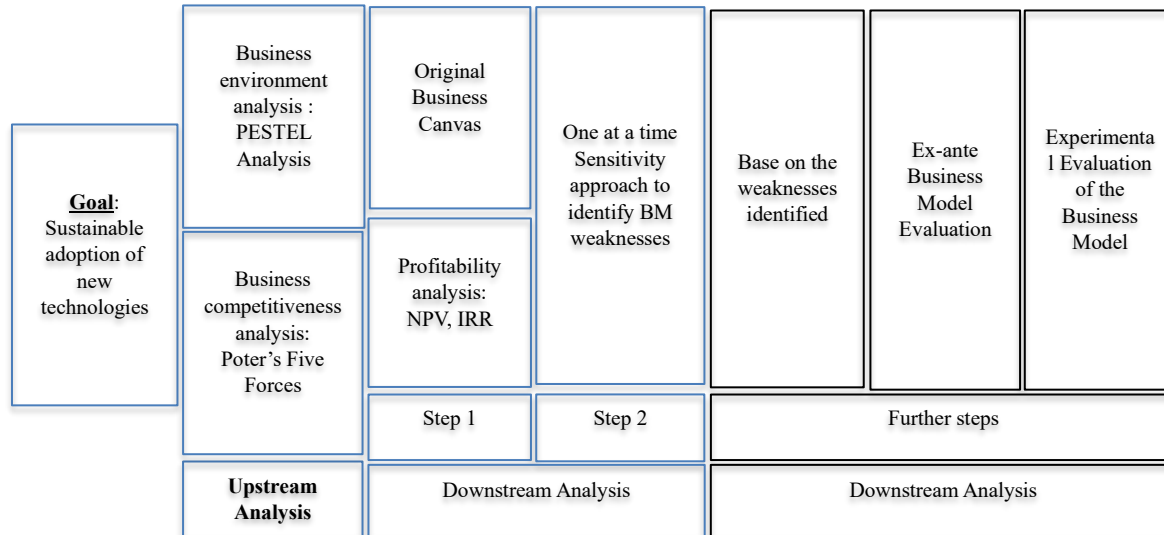 Goal:
Sustainable
adoption of
new
technologies
Business
environment
analysis :
PESTEL
Analysis
Business
competitiveness
analysis:
Poter’s Five
Forces
Upstream
Analysis
Original
Business
Canvas
Profitability
analysis:
NPV, IRR
Step 1
One at a time
Sensitivity
approach to
identify BM
weaknesses
Step 2
Downstream Analysis
Base on the
weaknesses
identified
Ex-ante
Business
Model
Evaluation
Experimenta
l Evaluation
of the
Business
Model
Further steps
Downstream Analysis